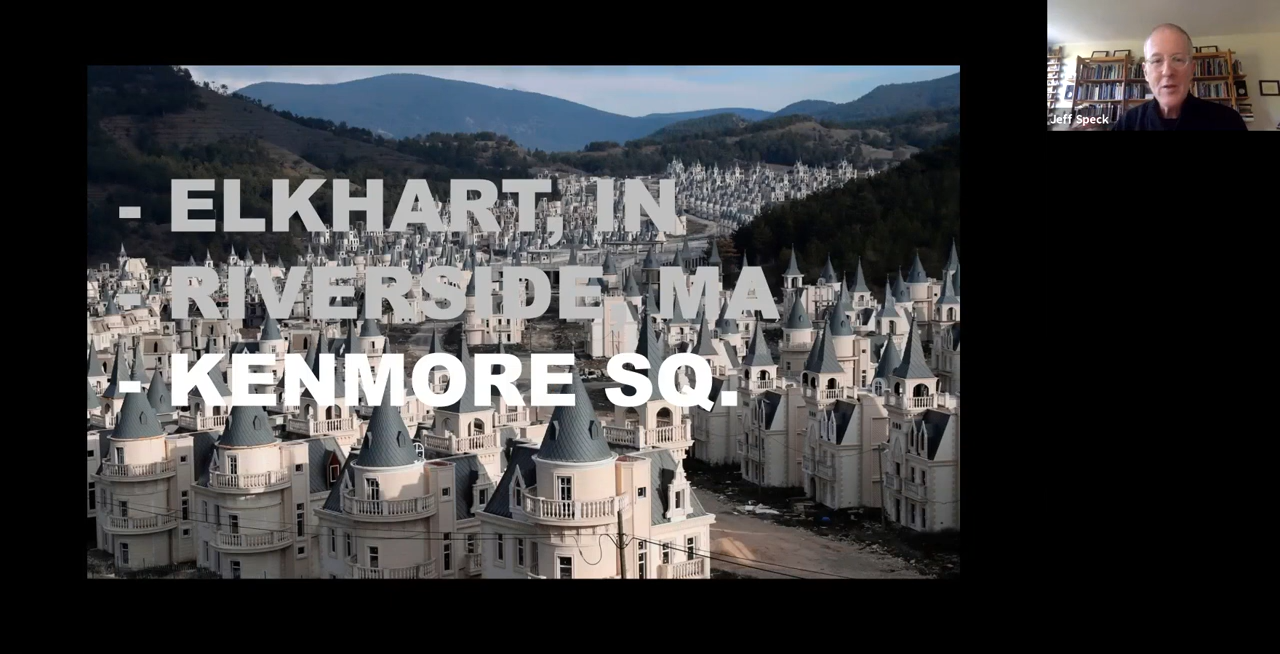 - ELKHART, IN
- RIVERSIDE, MA
- KENMORE SQ.
Jeff Speck